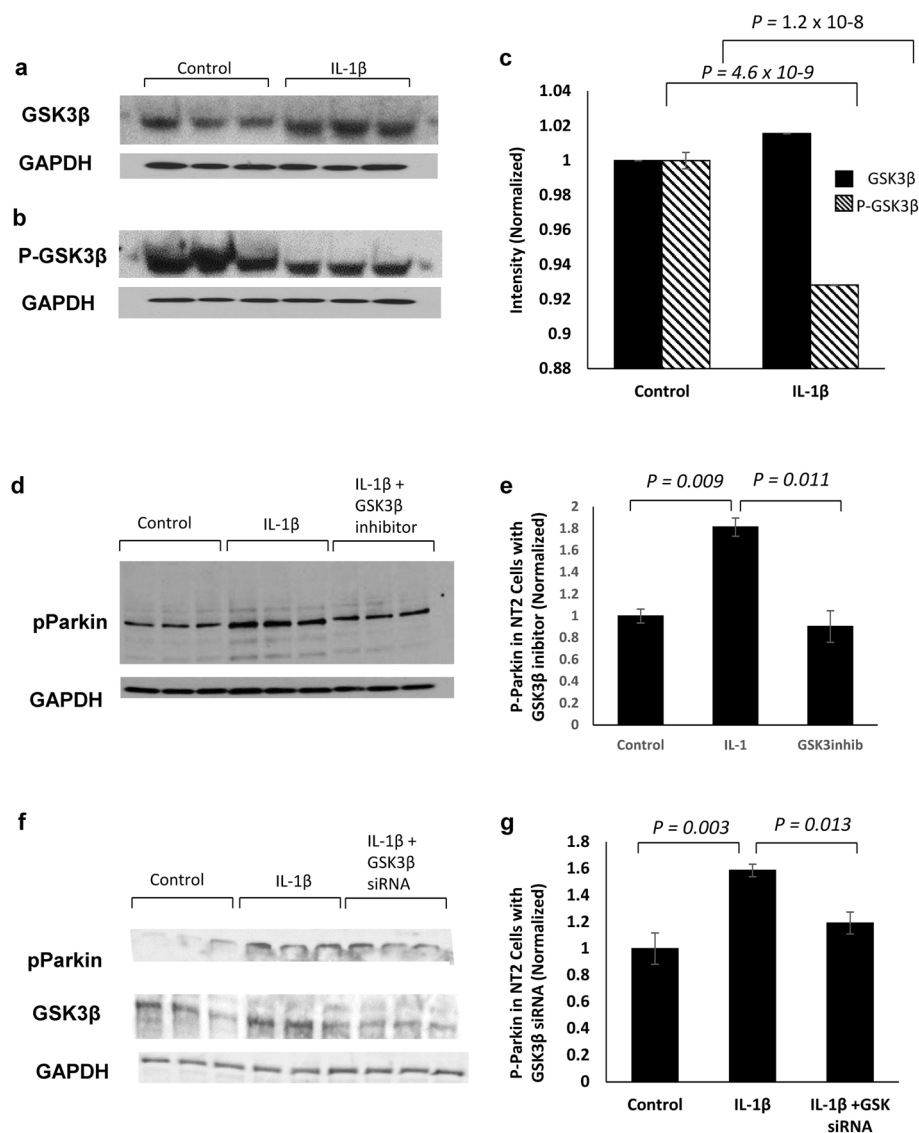 a
Control
IL-1β
GSK3β
GAPDH
b
P-GSK3β
GAPDH
c
P = 1.2 x 10-8
P = 4.6 x 10-9
Intensity (Normalized)
1.04
1.02
1
0.98
0.96
0.94
0.92
0.9
0.88
Control
IL-1β
GSK3β
P-GSK3β
d
Control
IL-1β
IL-1β +
GSK3β
inhibitor
pParkin
GAPDH
e
P = 0.009
P = 0.011
P-Parkin in NT2 Cells with
GSK3β inibitor (Normalized)
2
1.8
1.6
1.4
1.2
1
0.8
0.6
0.4
0.2
0
Control
IL-1
GSK3inhib
f
Control
IL-1β
IL-1β +
GSK3β
siRNA
pParkin
GSK3β
GAPDH
g
P = 0.003
P = 0.013
P-Parkin in NT2 Cells with
GSK3β siRNA (Normalized)
1.8
1.6
1.4
1.2
1
0.8
0.6
0.4
0.2
0
Control
IL-1β
IL-1β +GSK
siRNA